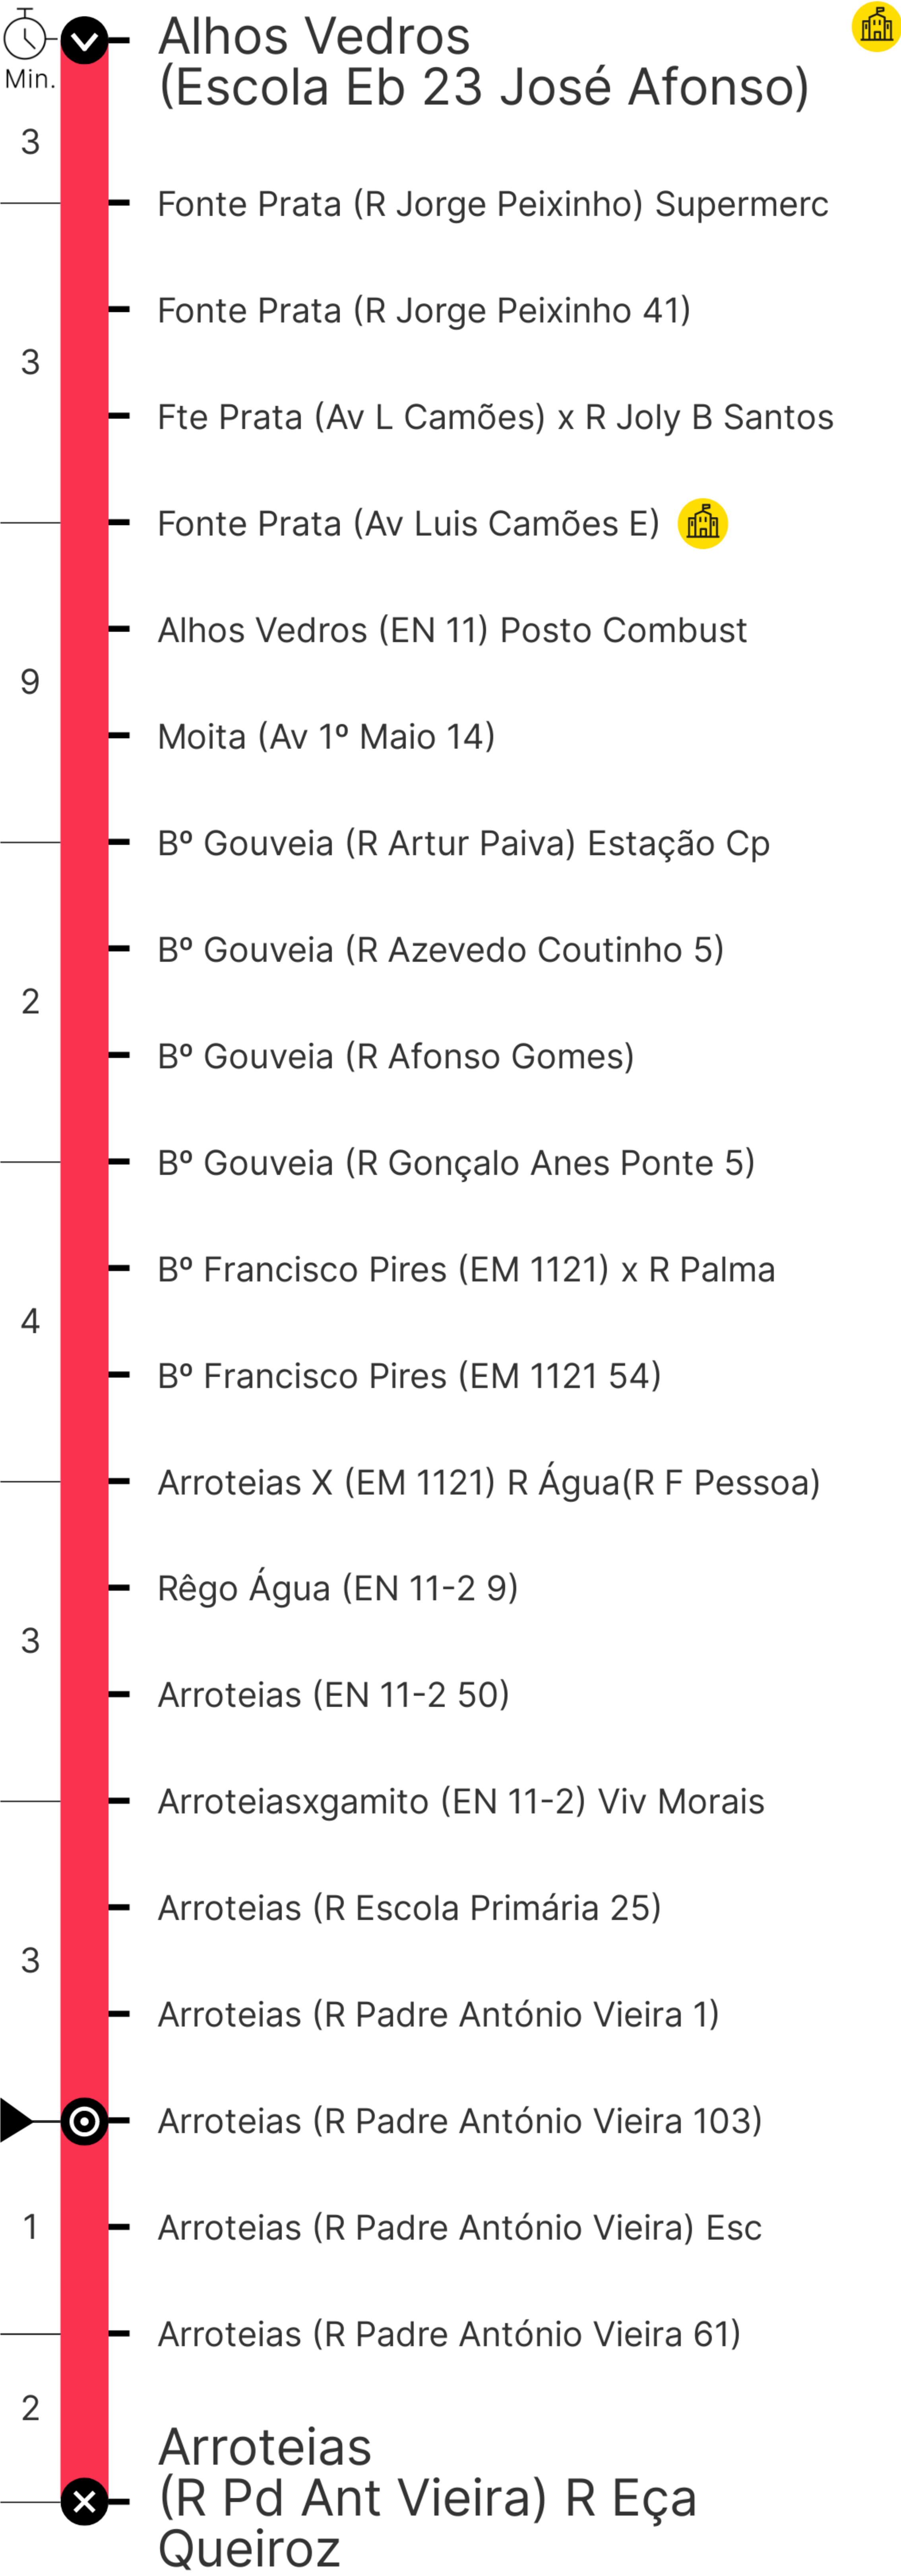 Min.
Alhos Vedros
(Escola Eb 23 José Afonso)
3
Fonte Prata (R Jorge Peixinho) Supermerc
Fonte Prata (R Jorge Peixinho 41)
3
Fte Prata (Av L Camões) x R Joly B Santos
Fonte Prata (Av Luis Camões E)
Alhos Vedros (EN 11) Posto Combust
9
Moita (Av 1º Maio 14)
Bº Gouveia (R Artur Paiva) Estação Cp
Bº Gouveia (R Azevedo Coutinho 5)
2
Bº Gouveia (R Afonso Gomes)
Bº Gouveia (R Gonçalo Anes Ponte 5)
Bº Francisco Pires (EM 1121) x R Palma
4
Bº Francisco Pires (EM 1121 54)
Arroteias X (EM 1121) R Água(R F Pessoa)
Rêgo Água (EN 11-2 9)
3
Arroteias (EN 11-2 50)
Arroteiasxgamito (EN 11-2) Viv Morais
Arroteias (R Escola Primária 25)
3
Arroteias (R Padre António Vieira 1)
Arroteias (R Padre António Vieira 103)
1
Arroteias (R Padre António Vieira) Esc
Arroteias (R Padre António Vieira 61)
2
Arroteias
(R Pd Ant Vieira) R Eça
Queiroz